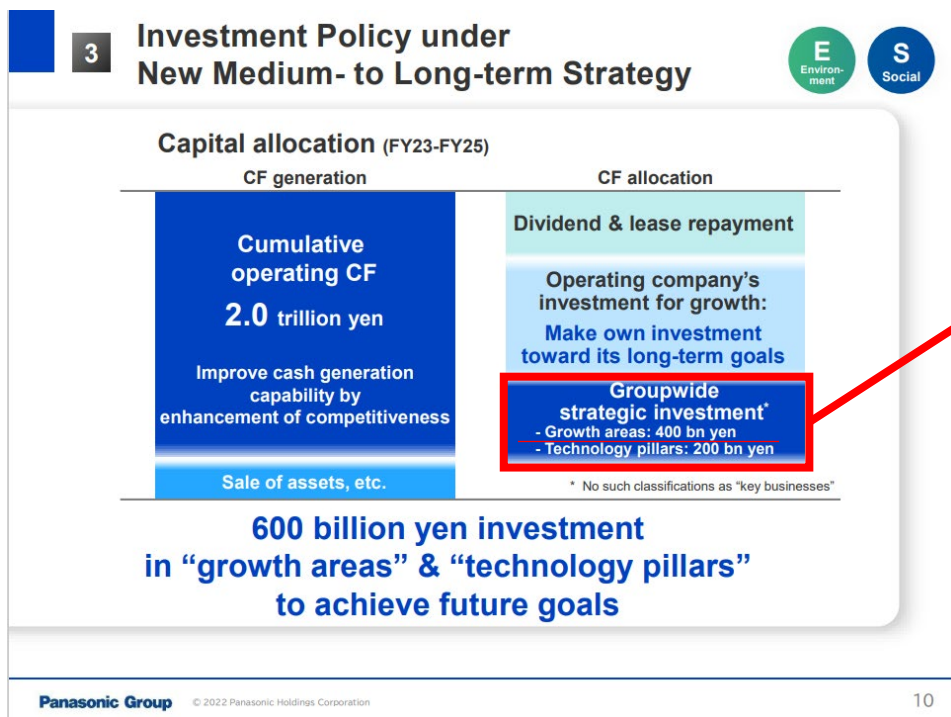 3
Investment Policy under
New Medium- to Long-term Strategy
E
Environ-
ment
S
Social
Capital allocation (FY23-FY25)
CF generation
Cumulative
operating CF
2.0 trillion yen
Improve cash generation
capability by
enhancement of competitiveness
Sale of assets, etc.
CF allocation
Dividend & lease repayment
Operating company's
investment for growth:
Make own investment
toward its long-term goals
Groupwide
strategic investment*
- Growth areas: 400 bn yen
- Technology pillars: 200 bn yen
* No such classifications as “key businesses”
600 billion yen investment
in “growth areas” & “technology pillars”
to achieve future goals
Panasonic Group © 2022 Panasonic Holdings Corporation
10